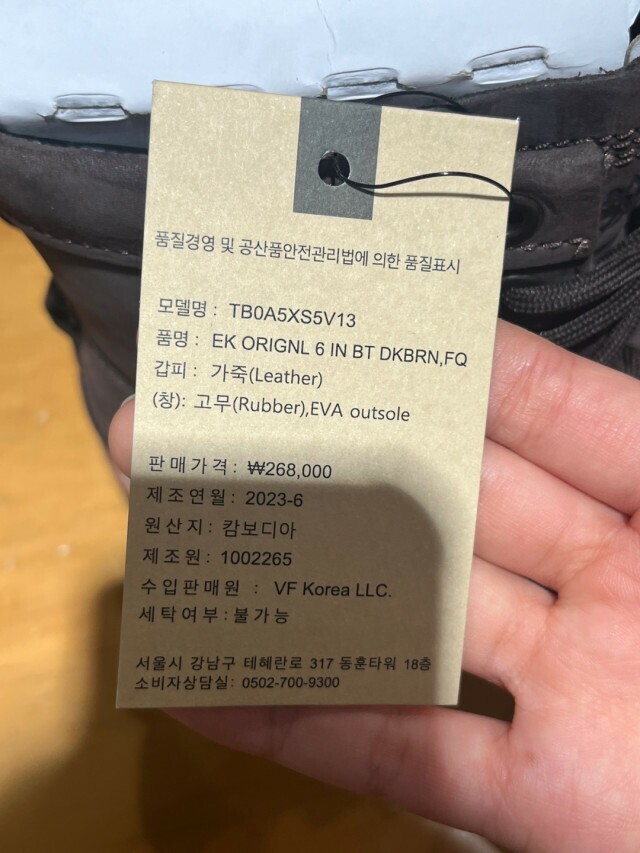 품질경영 및 공산품안전관리법에 의한 품질표시
모델명 : TB0A5XS5V13
품명 : EK ORIGNL 6 IN BT DKBRN,FQ
갑피 : 가죽(Leather)
(창): 고무(Rubber),EVA outsole
판매가격 : ₩268,000
제조연월 : 2023-6
원산지 : 캄보디아
제조원 : 1002265
수입판매원 : VF Korea LLC.
세탁여부 : 불가능
서울시 강남구 테헤란로 317 동훈타워 18층
소비자상담실: 0502-700-9300